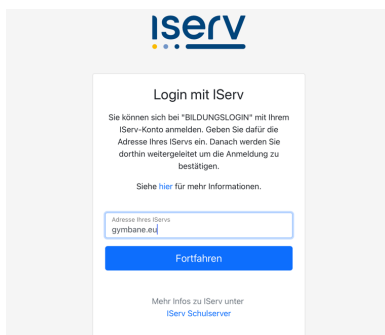 IServ
Login mit IServ
Sie können sich bei "BILDUNGSLOGIN" mit Ihrem
IServ-Konto anmelden. Geben Sie dafür die
Adresse Ihres IServs ein. Danach werden Sie
dorthin weitergeleitet um die Anmeldung zu
bestätigen.
Siehe hier für mehr Informationen.
Adresse Ihres IServs
gymbane.eu
Fortfahren
Mehr Infos zu IServ unter
IServ Schulserver